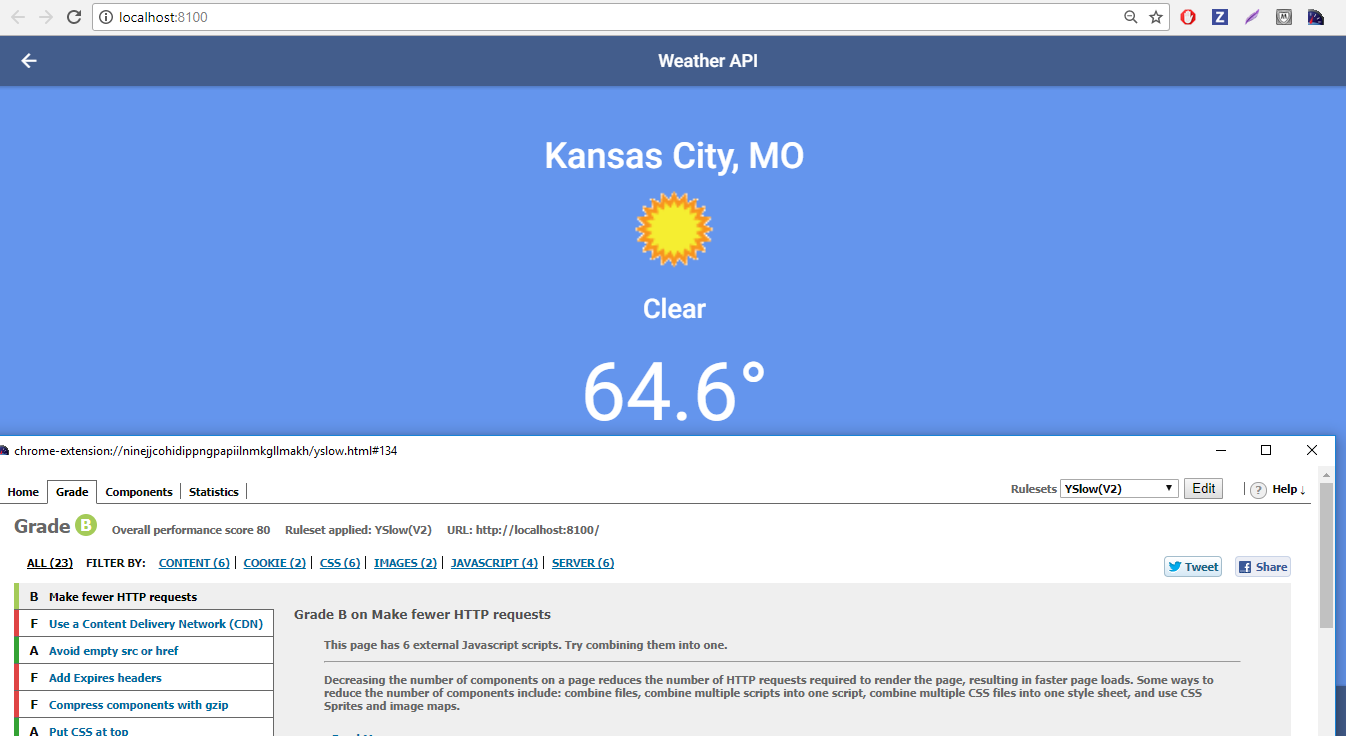 localhost:8100
Weather API
Kansas City, MO
Clear
64.6°
chrome-extension://ninejjcohidippngpapiilnmkgllmakh/yslow.html#134
Home Grade Components Statistics Rulesets YSlow(V2) Edit ? Help ↓
Grade B Overall performance score 80 Ruleset applied: YSlow(V2) URL: http://localhost:8100/
ALL (23) FILTER BY: CONTENT (6) COOKIE (2) CSS (6) IMAGES (2) JAVASCRIPT (4) SERVER (6) Tweet Share
B Make fewer HTTP requests
F Use a Content Delivery Network (CDN)
A Avoid empty src or href
F Add Expires headers
F Compress components with gzip
A Put CSS at top
Grade B on Make fewer HTTP requests
This page has 6 external Javascript scripts. Try combining them into one.
Decreasing the number of components on a page reduces the number of HTTP requests required to render the page, resulting in faster page loads. Some ways to
reduce the number of components include: combine files, combine multiple scripts into one script, combine multiple CSS files into one style sheet, and use CSS
Sprites and image maps.